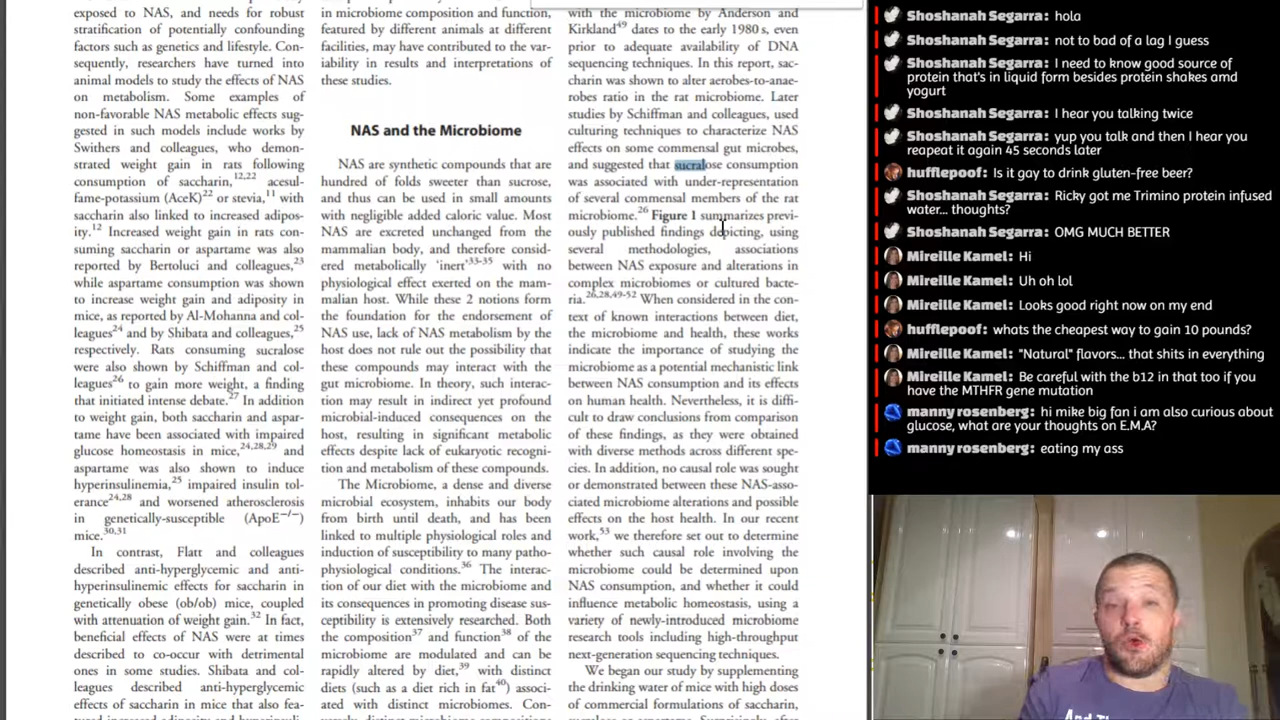 exposed to NAS, and needs for robust
stratification of potentially confounding
factors such as genetics and lifestyle. Con-
sequently, researchers have turned into
animal models to study the effects of NAS
on metabolism. Some examples of
non-favorable NAS metabolic effects sug-
gested in such models include works by
Swithers and colleagues, who demon-
strated weight gain in rats following
consumption of saccharin,12,22 acesul-
fame-potassium (AceK)22 or stevia,11 with
saccharin also linked to increased adipos-
ity.12 Increased weight gain in rats con-
suming saccharin or aspartame was also
reported by Bertoluci and colleagues,23
while aspartame consumption was shown
to increase weight gain and adiposity in
mice, as reported by Al-Mohanna and col-
leagues24 and by Shibata and colleagues,25
respectively. Rats consuming sucralose
were also shown by Schiffman and col-
leagues26 to gain more weight, a finding
that initiated intense debate.27 In addition
to weight gain, both saccharin and aspar-
tame have been associated with impaired
glucose homeostasis in mice,24,28,29 and
aspartame was also shown to induce
hyperinsulinemia,25 impaired insulin tol-
erance24,28 and worsened atherosclerosis
in genetically-susceptible (ApoE−/−)
mice.30,31
In contrast, Flatt and colleagues
described anti-hyperglycemic and anti-
hyperinsulinemic effects for saccharin in
genetically obese (ob/ob) mice, coupled
with attenuation of weight gain.32 In fact,
beneficial effects of NAS were at times
described to co-occur with detrimental
ones in some studies. Shibata and col-
leagues described anti-hyperglycemic
effects of saccharin in mice that also fea-
in microbiome composition and function,
featured by different animals at different
facilities, may have contributed to the var-
iability in results and interpretations of
these studies.
NAS and the Microbiome
NAS are synthetic compounds that are
hundred of folds sweeter than sucrose,
and thus can be used in small amounts
with negligible added caloric value. Most
NAS are excreted unchanged from the
mammalian body, and therefore consid-
ered metabolically 'inert'33-35 with no
physiological effect exerted on the mam-
malian host. While these 2 notions form
the foundation for the endorsement of
NAS use, lack of NAS metabolism by the
host does not rule out the possibility that
these compounds may interact with the
gut microbiome. In theory, such interac-
tion may result in indirect yet profound
microbial-induced consequences on the
host, resulting in significant metabolic
effects despite lack of eukaryotic recogni-
tion and metabolism of these compounds.
The Microbiome, a dense and diverse
microbial ecosystem, inhabits our body
from birth until death, and has been
linked to multiple physiological roles and
induction of susceptibility to many patho-
physiological conditions.36 The interac-
tion of our diet with the microbiome and
its consequences in promoting disease sus-
ceptibility is extensively researched. Both
the composition37 and function38 of the
microbiome are modulated and can be
rapidly altered by diet,39 with distinct
diets (such as a diet rich in fat40) associ-
ated with distinct microbiomes. Con-
with the microbiome by Anderson and
Kirkland49 dates to the early 1980s, even
prior to adequate availability of DNA
sequencing techniques. In this report, sac-
charin was shown to alter aerobes-to-anae-
robes ratio in the rat microbiome. Later
studies by Schiffman and colleagues, used
culturing techniques to characterize NAS
effects on some commensal gut microbes,
and suggested that sucralose consumption
was associated with under-representation
of several commensal members of the rat
microbiome.26 Figure 1 summarizes previ-
ously published findings depicting, using
several methodologies, associations
between NAS exposure and alterations in
complex microbiomes or cultured bacte-
ria.26,28,49-52 When considered in the con-
text of known interactions between diet,
the microbiome and health, these works
indicate the importance of studying the
microbiome as a potential mechanistic link
between NAS consumption and its effects
on human health. Nevertheless, it is diffi-
cult to draw conclusions from comparison
of these findings, as they were obtained
with diverse methods across different spe-
cies. In addition, no causal role was sought
or demonstrated between these NAS-asso-
ciated microbiome alterations and possible
effects on the host health. In our recent
work,53 we therefore set out to determine
whether such causal role involving the
microbiome could be determined upon
NAS consumption, and whether it could
influence metabolic homeostasis, using a
variety of newly-introduced microbiome
research tools including high-throughput
next-generation sequencing techniques.
We began our study by supplementing
the drinking water of mice with high doses
of commercial formulations of saccharin,
Shoshanah Segarra: hola
Shoshanah Segarra: not to bad of a lag I guess
Shoshanah Segarra: I need to know good source of
protein that's in liquid form besides protein shakes amd
yogurt
Shoshanah Segarra: I hear you talking twice
Shoshanah Segarra: yup you talk and then I hear you
reapeat it again 45 seconds later
hufflepoof: Is it gay to drink gluten-free beer?
Shoshanah Segarra: Ricky got me Trimino protein infused
water... thoughts?
Shoshanah Segarra: OMG MUCH BETTER
Mireille Kamel: Hi
Mireille Kamel: Uh oh lol
Mireille Kamel: Looks good right now on my end
hufflepoof: whats the cheapest way to gain 10 pounds?
Mireille Kamel: "Natural" flavors... that shits in everything
Mireille Kamel: Be careful with the b12 in that too if you
have the MTHFR gene mutation
manny rosenberg: hi mike big fan i am also curious about
glucose, what are your thoughts on E.M.A?
manny rosenberg: eating my ass